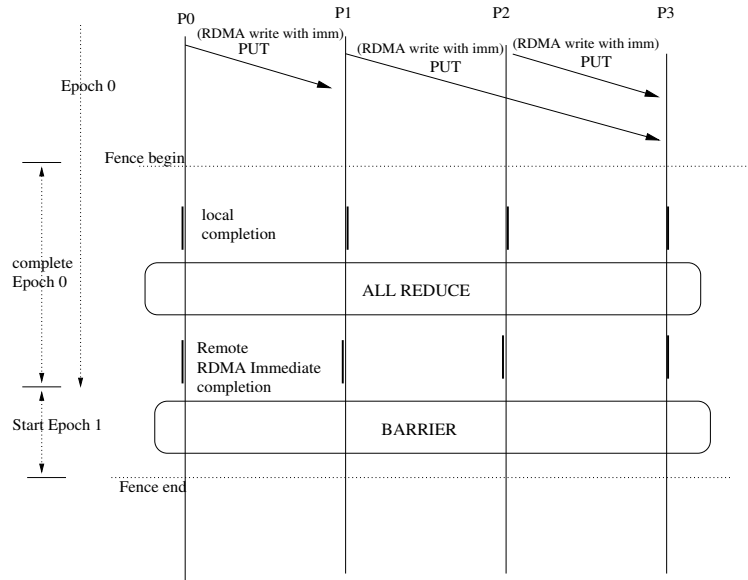 P0
P1
P2
P3
(RDMA write with imm)
PUT
(RDMA write with imm)
PUT
(RDMA write with imm)
PUT
Epoch 0
Fence begin
local
completion
complete
Epoch 0
ALL REDUCE
Remote
RDMA Immediate
completion
Start Epoch 1
BARRIER
Fence end